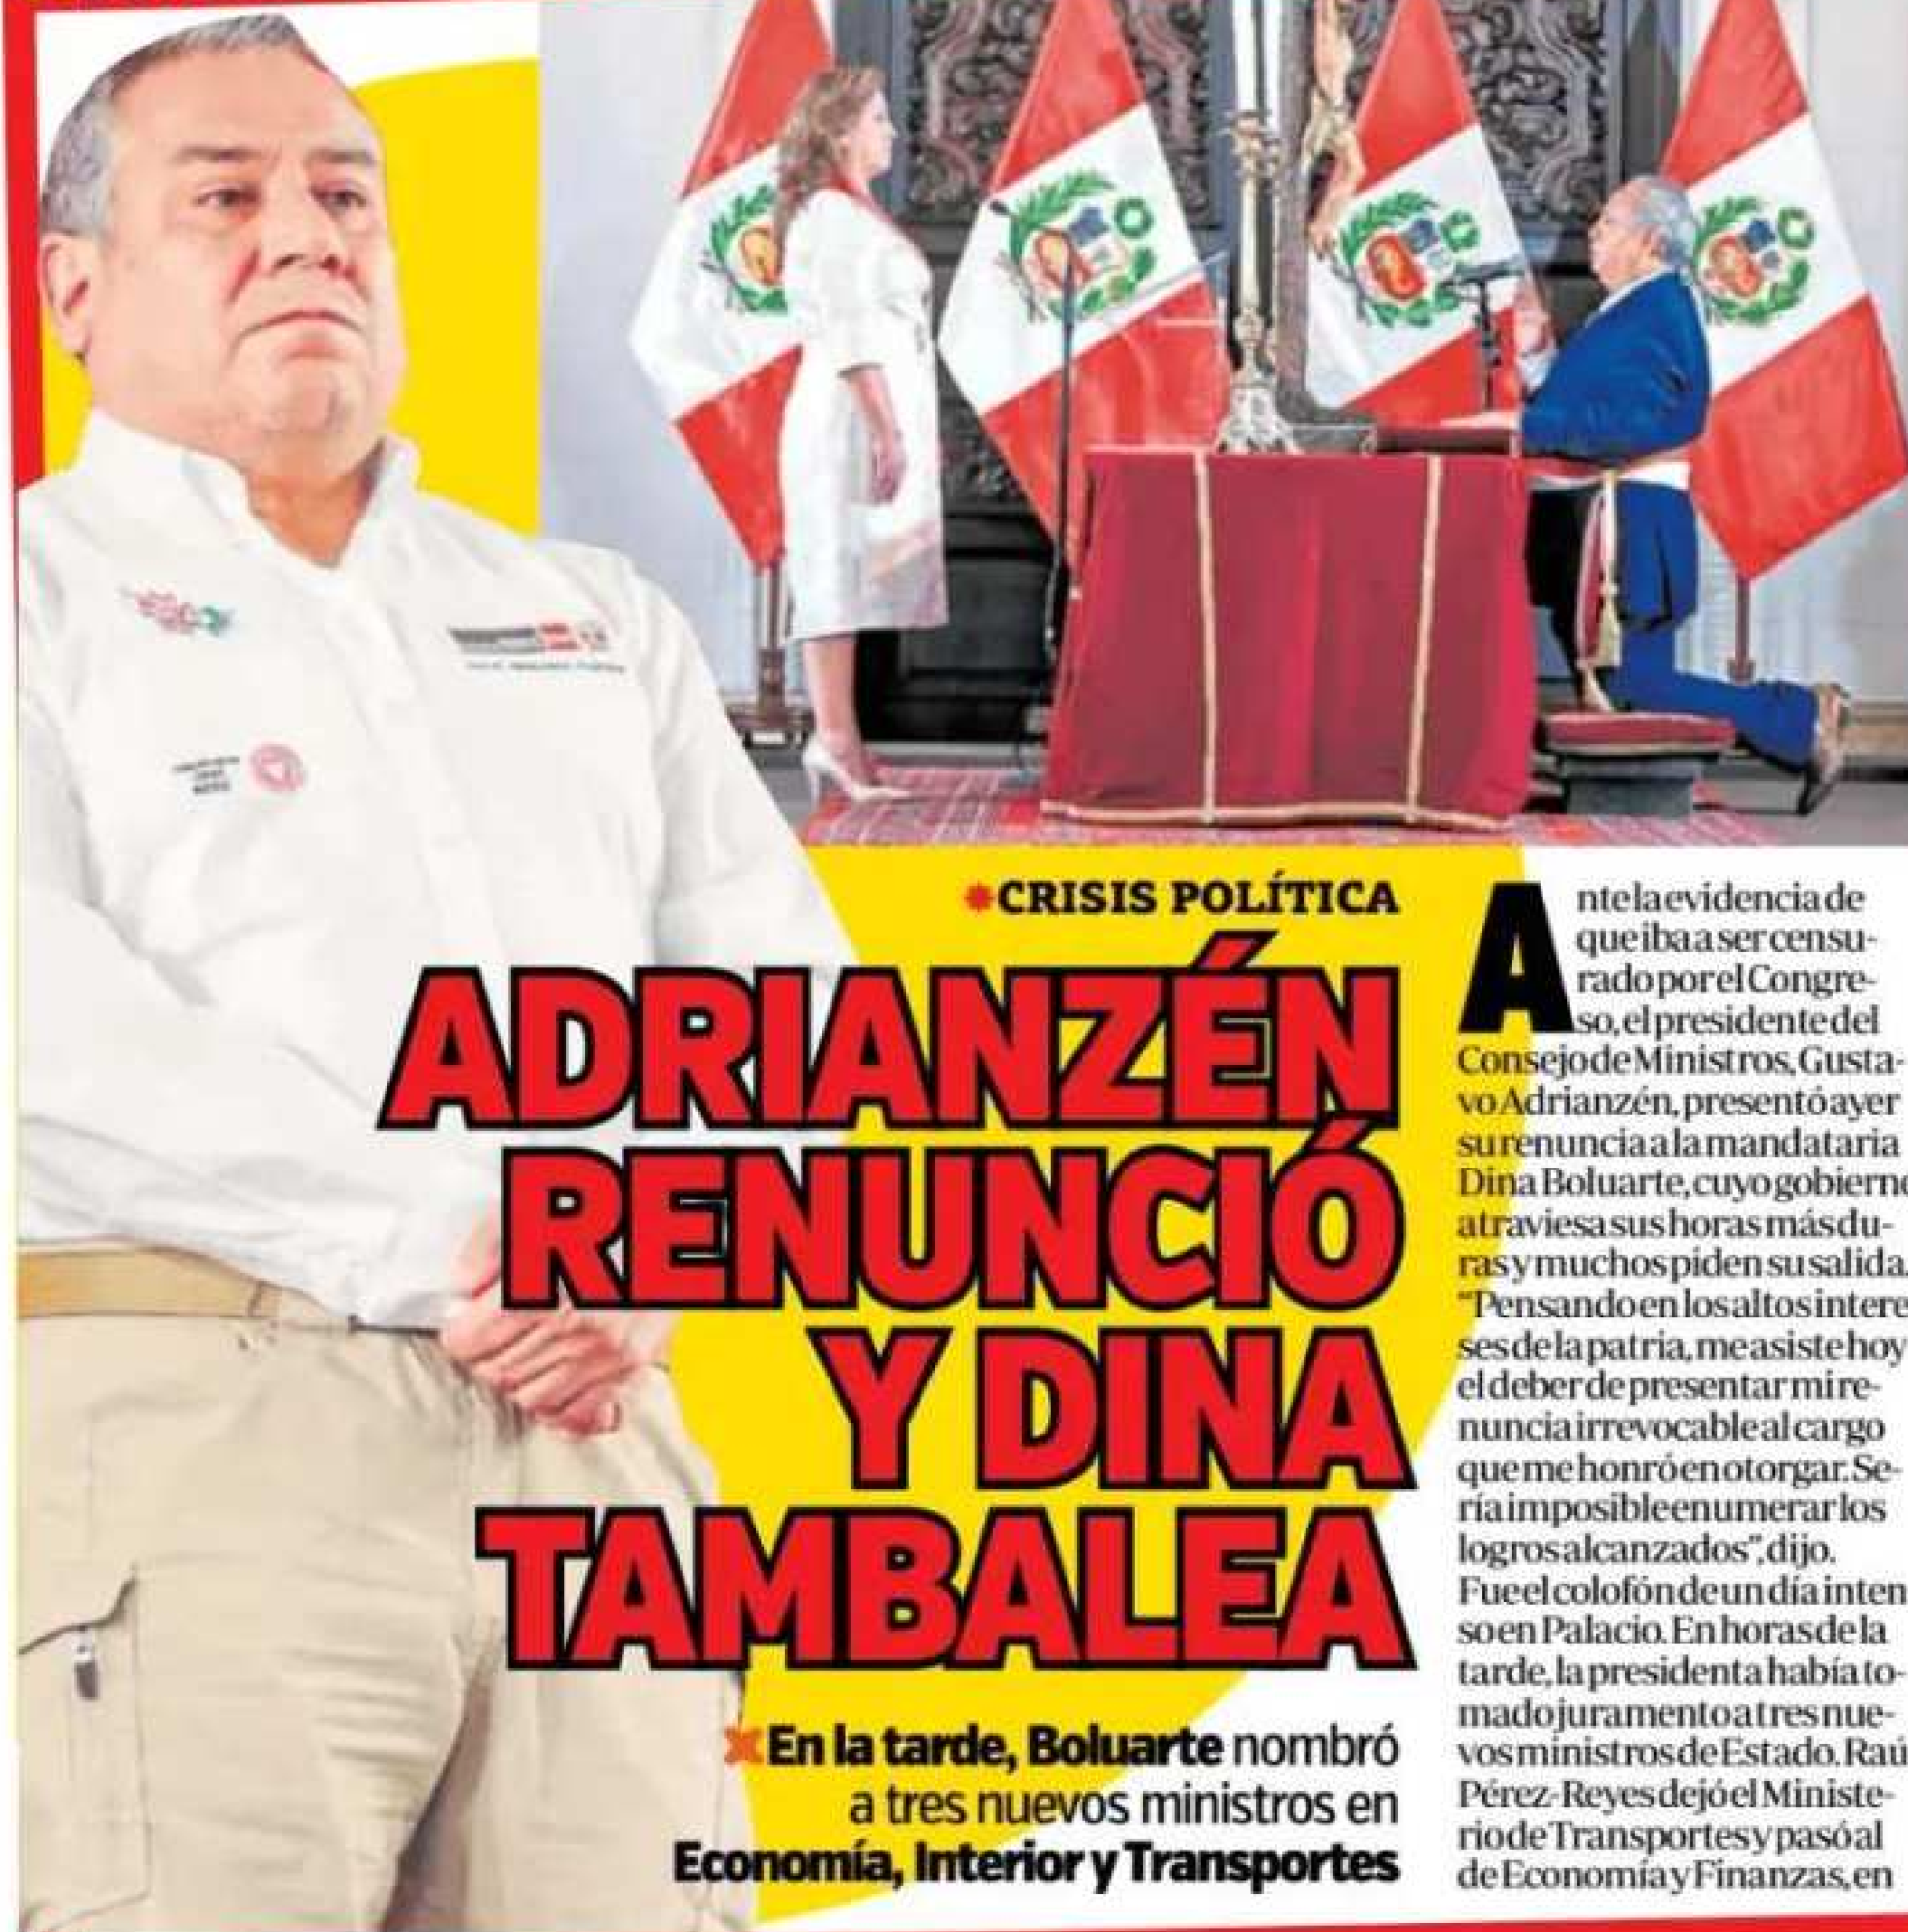 CRISIS POLÍTICA
ADRIANZÉN
RENUNCIÓ
Y DINA
TAMBALEA
En la tarde, Boluarte nombró
a tres nuevos ministros en
Economía, Interior y Transportes
Ante la evidencia de
que iba a ser censu-
rado por el Congre-
so, el presidente del
Consejo de Ministros, Gusta-
vo Adrianzén, presentó ayer
su renuncia a la mandataria
Dina Boluarte, cuyo gobierno
atraviesa sus horas más du-
ras y muchos piden su salida.
"Pensando en los altos intere
ses de la patria, me asiste hoy
el deber de presentar mi re-
nuncia irrevocable al cargo
que me honró en otorgar. Se-
ría imposible enumerar los
logros alcanzados", dijo.
Fue el colofón de un día inten
so en Palacio. En horas de la
tarde, la presidenta había to-
mado juramento a tres nue-
vos ministros de Estado. Raú
Pérez-Reyes dejó el Ministe-
rio de Transportes y pasó al
de Economía y Finanzas, en